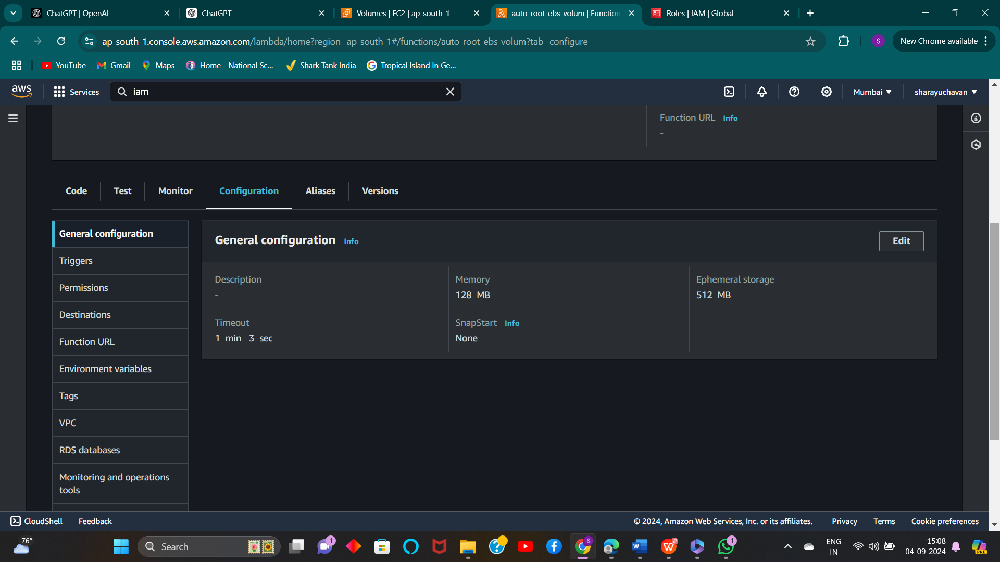 ChatGPT | OpenAI
ChatGPT
Volumes | EC2 | ap-south-1
auto-root-ebs-volum | Function
Roles | IAM | Global
ap-south-1.console.aws.amazon.com/lambda/home?region=ap-south-1#/functions/auto-root-ebs-volum?tab=configure
S
New Chrome available
YouTube
Gmail
Maps
Home - National Sc...
Shark Tank India
Tropical Island In Ge...
aws
Services
iam
Mumbai
sharayuchavan
Function URL Info
-
Code
Test
Monitor
Configuration
Aliases
Versions
General configuration
Triggers
Permissions
Destinations
Function URL
Environment variables
Tags
VPC
RDS databases
Monitoring and operations
tools
General configuration Info
Edit
Description
-
Memory
128 MB
Ephemeral storage
512 MB
Timeout
1 min 3 sec
SnapStart Info
None
CloudShell
Feedback
© 2024, Amazon Web Services, Inc. or its affiliates.
Privacy
Terms
Cookie preferences
76°
Search
1
S
1
ENG
IN
15:08
04-09-2024
PRE